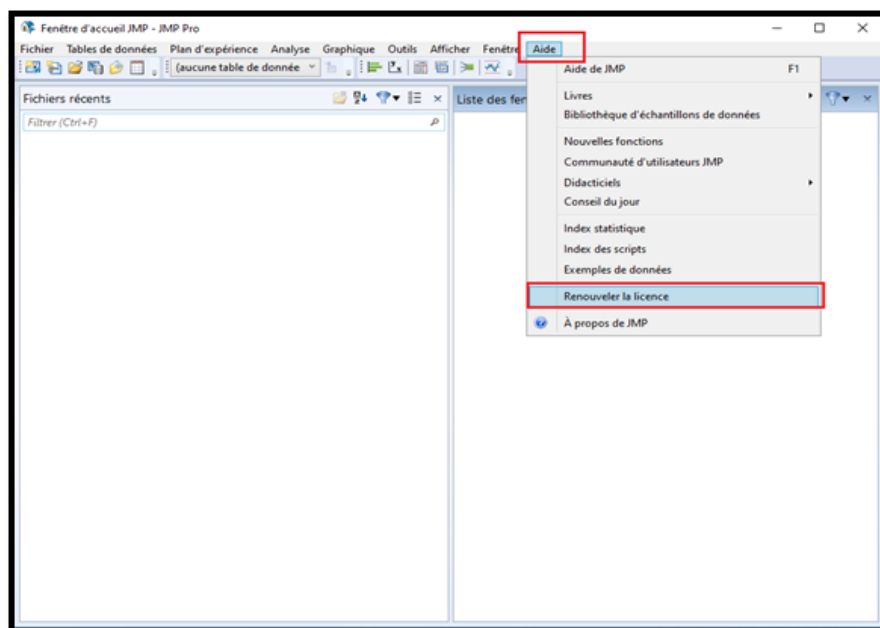 Fenêtre d'accueil JMP - JMP Pro
Fichier Tables de données Plan d'expérience Analyse Graphique Outils Afficher Fenêtre Aide
(aucune table de donnée
Fichiers récents
Liste des fen
Filtrer (Ctrl+F)
Aide de JMP F1
Livres
Bibliothèque d'échantillons de données
Nouvelles fonctions
Communauté d'utilisateurs JMP
Didacticiels
Conseil du jour
Index statistique
Index des scripts
Exemples de données
Renouveler la licence
À propos de JMP